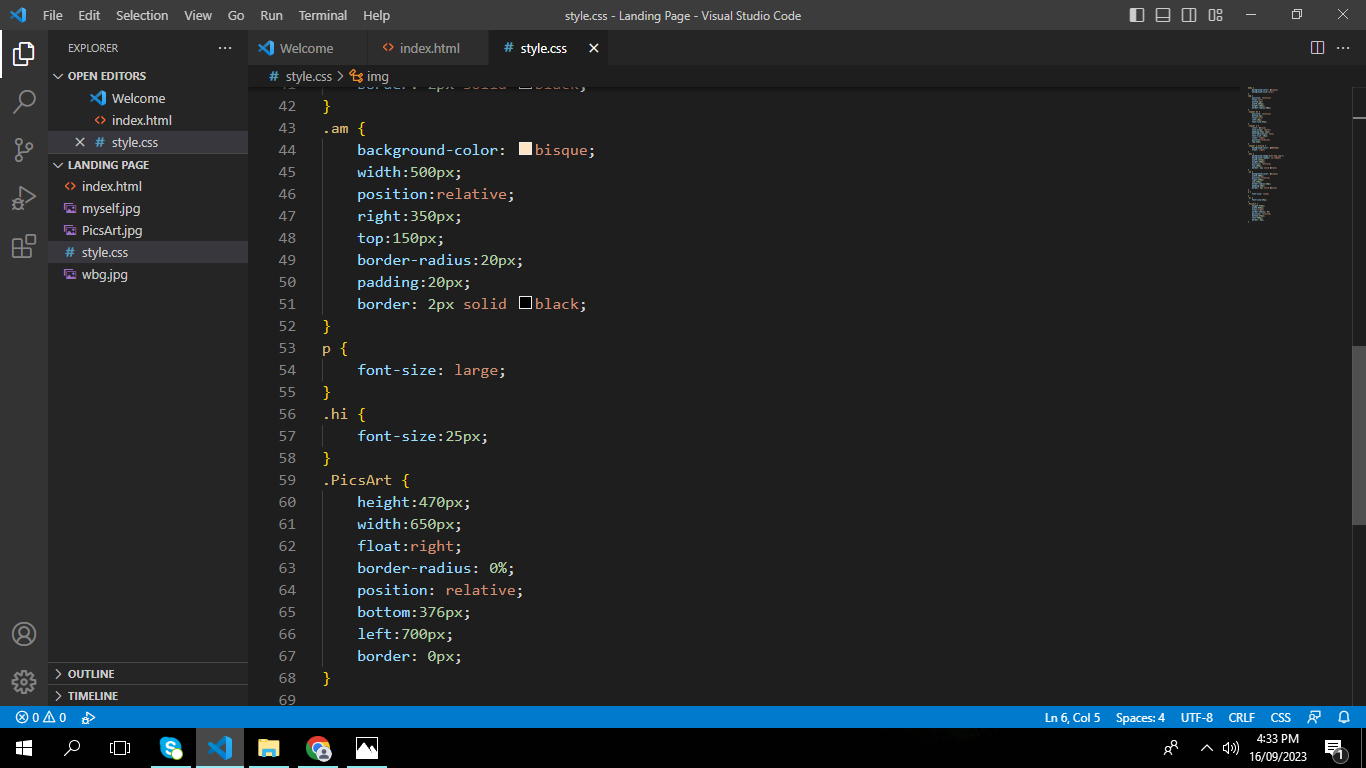 File Edit Selection View Go Run Terminal Help style.css - Landing Page - Visual Studio Code
EXPLORER
OPEN EDITORS
Welcome
index.html
style.css
LANDING PAGE
index.html
myself.jpg
PicsArt.jpg
style.css
wbg.jpg
OUTLINE
TIMELINE
Welcome index.html style.css
style.css > img
42 }
43 .am {
44 background-color: bisque;
45 width:500px;
46 position:relative;
47 right:350px;
48 top:150px;
49 border-radius:20px;
50 padding:20px;
51 border: 2px solid black;
52 }
53 p {
54 font-size: large;
55 }
56 .hi {
57 font-size:25px;
58 }
59 .PicsArt {
60 height:470px;
61 width:650px;
62 float:right;
63 border-radius: 0%;
64 position: relative;
65 bottom:376px;
66 left:700px;
67 border: 0px;
68 }
69
0 0 Ln 6, Col 5 Spaces: 4 UTF-8 CRLF CSS
4:33 PM
16/09/2023
1